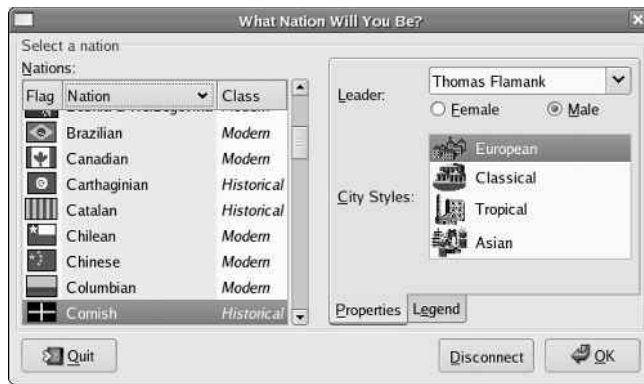 What Nation Will You Be?
Select a nation
Nations:
Flag Nation Class
Brazilian Modern
Canadian Modern
Carthaginian Historical
Catalan Historical
Chilean Modern
Chinese Modern
Columbian Modern
Cornish Historical
Leader: Thomas Flamank
Female Male
City Styles:
European
Classical
Tropical
Asian
Properties Legend
Quit Disconnect OK